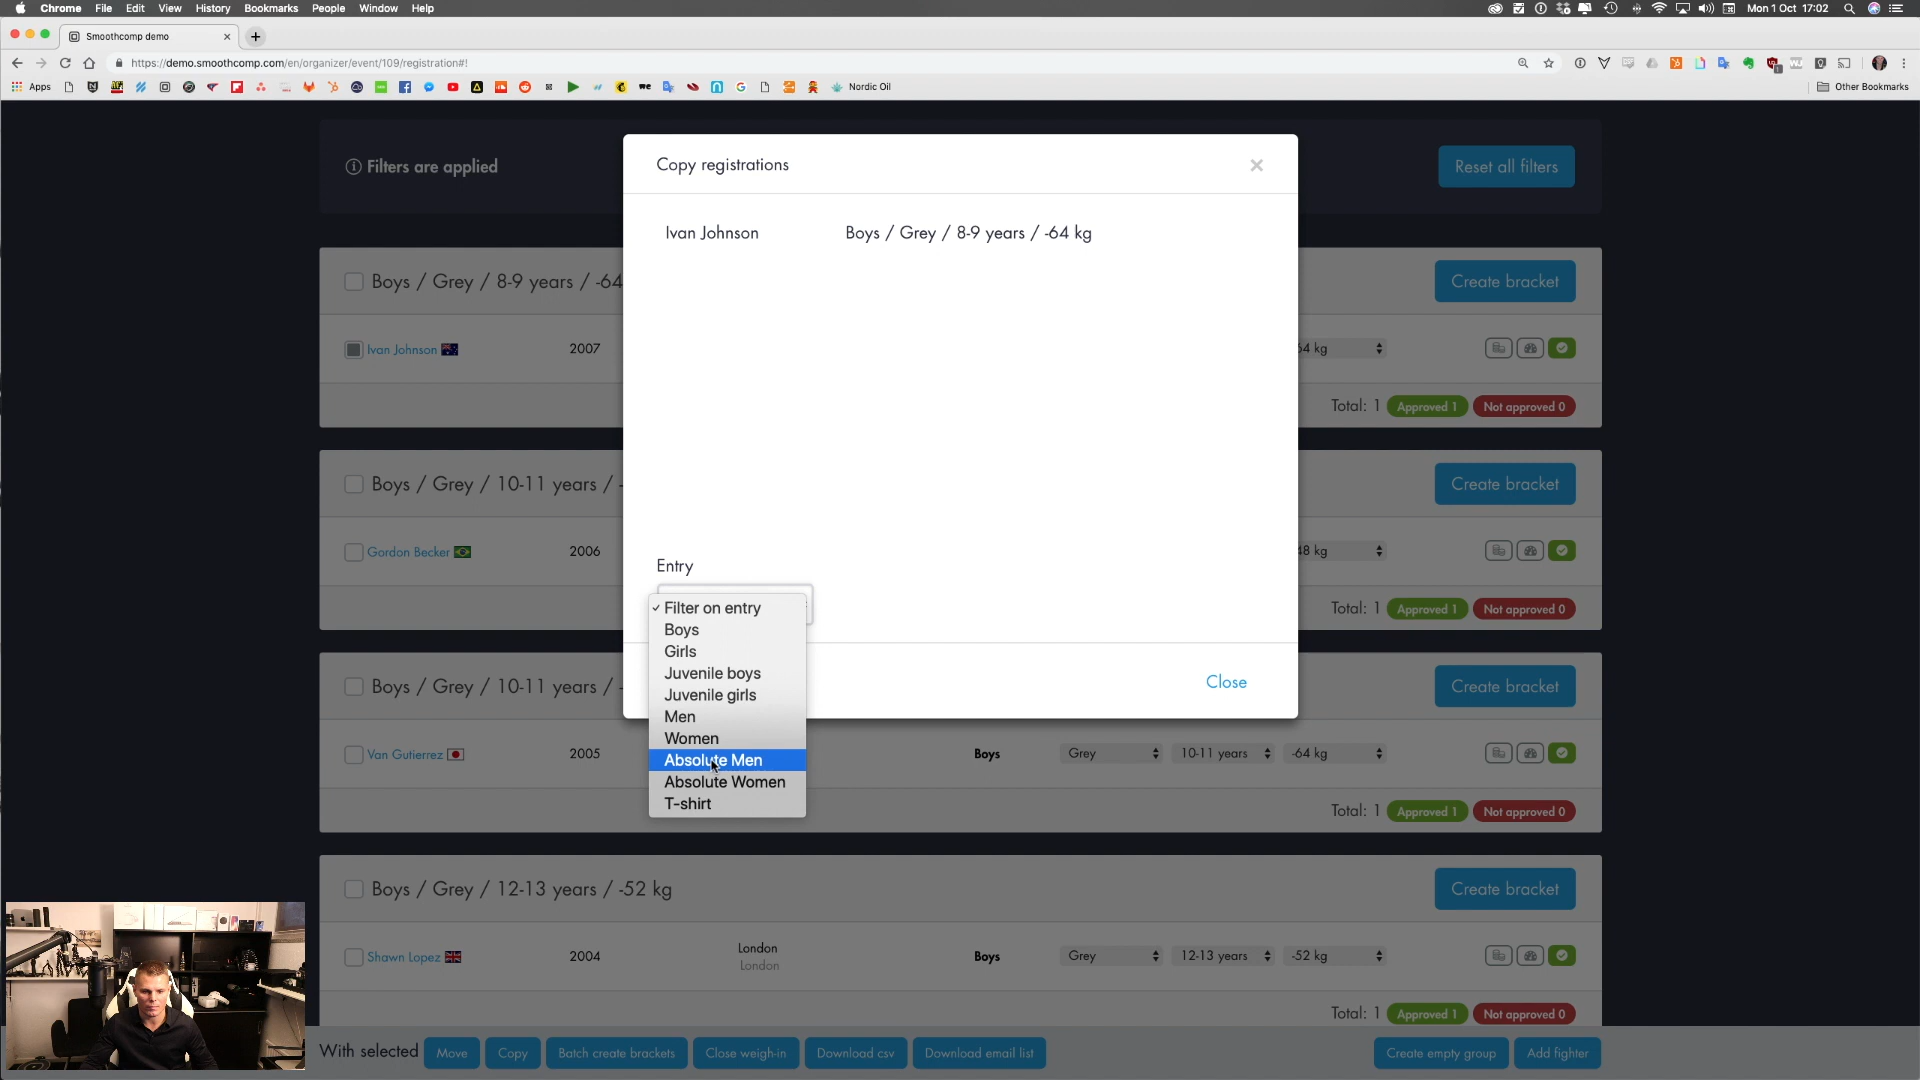 Chrome File Edit View History Bookmarks People Window Help
Mon 1 Oct 17:02
Smoothcomp demo
https://demo.smoothcomp.com/en/organizer/event/109/registration#!
Apps
Nordic Oil
Other Bookmarks
Filters are applied
Reset all filters
Copy registrations
Ivan Johnson Boys / Grey / 8-9 years / -64 kg
Boys / Grey / 8-9 years / -64
Create bracket
Ivan Johnson 2007
64 kg
Total: 1 Approved 1 Not approved 0
Boys / Grey / 10-11 years / -
Create bracket
Gordon Becker 2006
48 kg
Entry
Total: 1 Approved 1 Not approved 0
✓ Filter on entry
Boys
Girls
Juvenile boys
Juvenile girls
Men
Women
Absolute Men
Absolute Women
T-shirt
Close
Boys / Grey / 10-11 years / -
Create bracket
Van Gutierrez 2005
Boys Grey 10-11 years -64 kg
Total: 1 Approved 1 Not approved 0
Boys / Grey / 12-13 years / -52 kg
Create bracket
Shawn Lopez 2004 London Boys Grey 12-13 years -52 kg
London
Total: 1 Approved 1 Not approved 0
With selected Move Copy Batch create brackets Close weigh-in Download csv Download email list Create empty group Add fighter